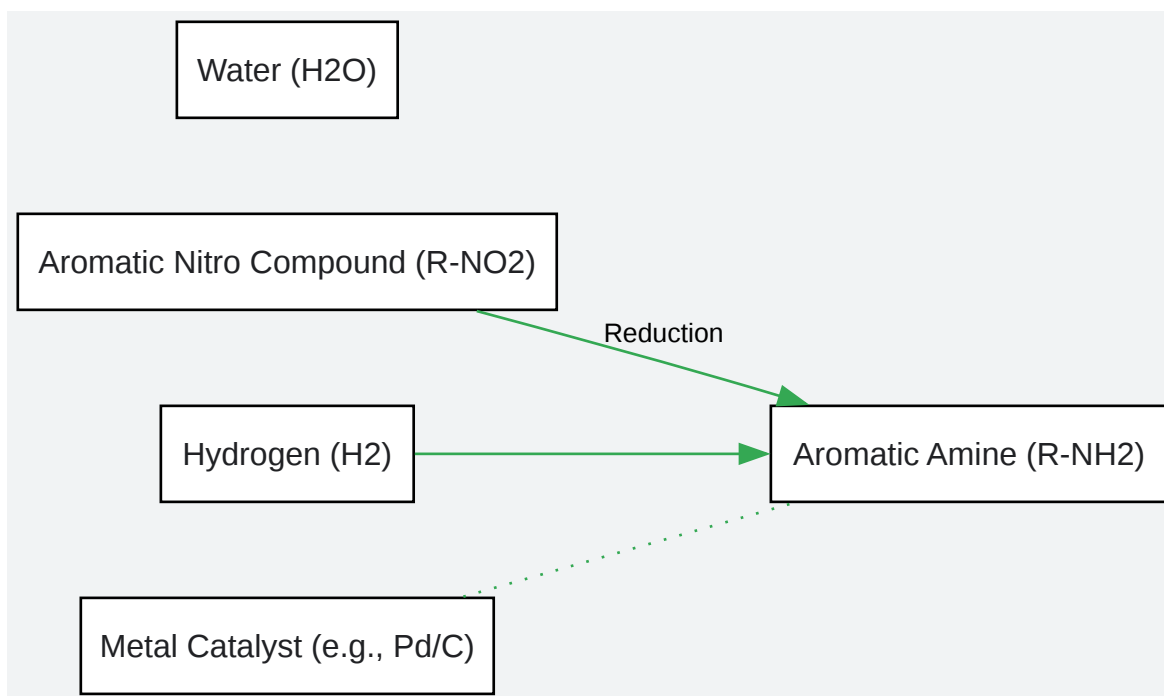 Water (H2O)
Aromatic Nitro Compound (R-NO2)
Reduction
Hydrogen (H2)
Aromatic Amine (R-NH2)
Metal Catalyst (e.g., Pd/C)